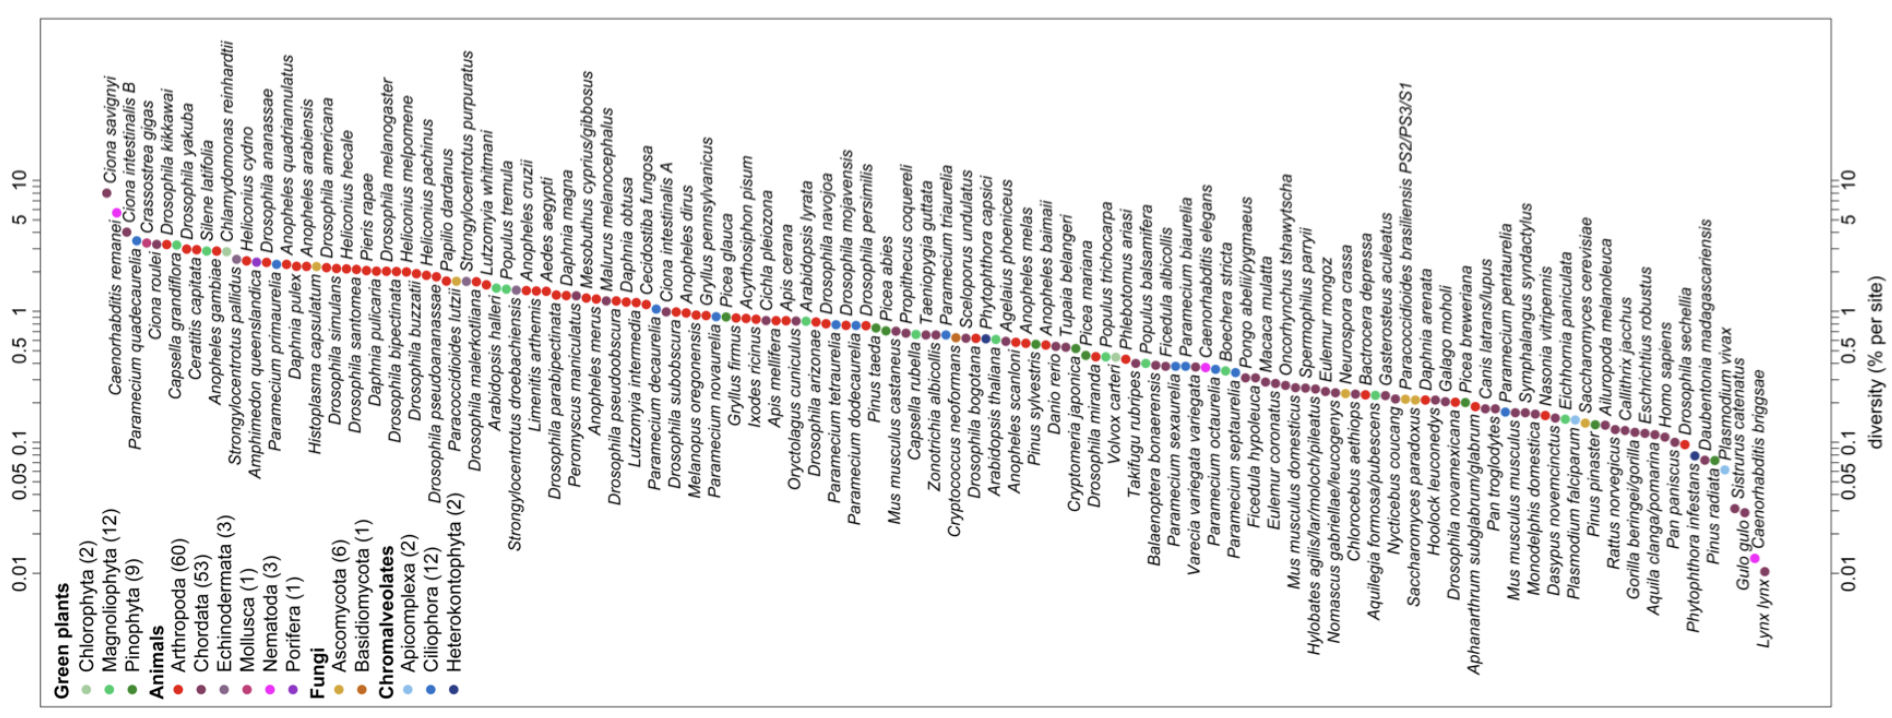 10
5
1
0.5
0.1
0.05
0.01
Green plants
Chlorophyta (2)
Magnoliophyta (12)
Pinophyta (9)
Animals
Arthropoda (60)
Chordata (53)
Echinodermata (3)
Mollusca (1)
Nematoda (3)
Porifera (1)
Fungi
Ascomycota (6)
Basidiomycota (1)
Chromalveolates
Apicomplexa (2)
Ciliophora (12)
Heterokontophyta (2)
Ciona savignyi
Caenorhabditis remanei
Ciona intestinalis B
Paramecium quadecaurelia
Crassostrea gigas
Ciona roulei
Drosophila kikkawai
Capsella grandiflora
Drosophila yakuba
Ceratitis capitata
Silene latifolia
Anopheles gambiae
Chlamydomonas reinhardtii
Strongylocentrotus pallidus
Heliconius cydno
Amphimedon queenslandica
Drosophila ananassae
Paramecium primaurelia
Anopheles quadriannulatus
Daphnia pulex
Anopheles arabiensis
Histoplasma capsulatum
Drosophila americana
Drosophila simulans
Heliconius hecale
Drosophila santomea
Pieris rapae
Daphnia pulicaria
Drosophila melanogaster
Drosophila bipectinata
Heliconius melpomene
Drosophila buzzatii
Heliconius pachinus
Drosophila pseudoananassae
Papilio dardanus
Paracoccidioides lutzii
Strongylocentrotus purpuratus
Drosophila malerkotliana
Lutzomyia whitmani
Arabidopsis halleri
Populus tremula
Strongylocentrotus droebachiensis
Anopheles cruzii
Limenitis arthemis
Aedes aegypti
Drosophila parabipectinata
Daphnia magna
Peromyscus maniculatus
Mesobuthus cyprius/gibbosus
Anopheles merus
Malurus melanocephalus
Drosophila pseudoobscura
Daphnia obtusa
Lutzomyia intermedia
Cecidostiba fungosa
Paramecium decaurelia
Ciona intestinalis A
Drosophila subobscura
Anopheles dirus
Melanopus oregonensis
Gryllus pennsylvanicus
Paramecium novaurelia
Picea glauca
Gryllus firmus
Acyrthosiphon pisum
Ixodes ricinus
Cichla pleiozona
Apis mellifera
Apis cerana
Oryctolagus cuniculus
Arabidopsis lyrata
Drosophila arizonae
Drosophila navojoa
Paramecium tetraurelia
Drosophila mojavensis
Paramecium dodecaurelia
Drosophila persimilis
Pinus taeda
Picea abies
Mus musculus castaneus
Propithecus coquereli
Capsella rubella
Taeniopygia guttata
Zonotrichia albicollis
Paramecium triaurelia
Cryptococcus neoformans
Sceloporus undulatus
Drosophila bogotana
Phytophthora capsici
Arabidopsis thaliana
Agelaius phoeniceus
Anopheles scanloni
Anopheles melas
Pinus sylvestris
Anopheles baimaii
Danio rerio
Tupaia belangeri
Cryptomeria japonica
Picea mariana
Drosophila miranda
Populus trichocarpa
Volvox carteri
Phlebotomus ariasi
Takifugu rubripes
Populus balsamifera
Balaenoptera bonaerensis
Ficedula albicollis
Paramecium sexaurelia
Paramecium biaurelia
Varecia variegata variegata
Caenorhabditis elegans
Paramecium octaurelia
Boechera stricta
Paramecium septaurelia
Pongo abelii/pygmaeus
Ficedula hypoleuca
Macaca mulatta
Eulemur coronatus
Oncorhynchus tshawytscha
Mus musculus domesticus
Spermophilus parryii
Hylobates agilis/lar/moloch/pileatus
Eulemur mongoz
Nomascus gabriellae/leucogenys
Neurospora crassa
Chlorocebus aethiops
Bactrocera depressa
Aquilegia formosa/pubescens
Gasterosteus aculeatus
Nycticebus coucang
Paracoccidioides brasiliensis PS2/PS3/S1
Saccharomyces paradoxus
Daphnia arenata
Hoolock leuconedys
Galago moholi
Drosophila novamexicana
Picea breweriana
Aphanarthrum subglabrum/glabrum
Canis latrans/lupus
Pan troglodytes
Paramecium pentaurelia
Mus musculus musculus
Symphalangus syndactylus
Monodelphis domestica
Nasonia vitripennis
Dasypus novemcinctus
Eichhornia paniculata
Plasmodium falciparum
Saccharomyces cerevisiae
Pinus pinaster
Ailuropoda melanoleuca
Rattus norvegicus
Callithrix jacchus
Gorilla beringei/gorilla
Eschrichtius robustus
Aquila clanga/pomarina
Homo sapiens
Pan paniscus
Drosophila sechellia
Phytophthora infestans
Daubentonia madagascariensis
Pinus radiata
Plasmodium vivax
Sistrurus catenatus
Gulo gulo
Caenorhabditis briggsae
Lynx lynx
10
5
1
0.5
0.1
0.05
0.01
diversity (% per site)